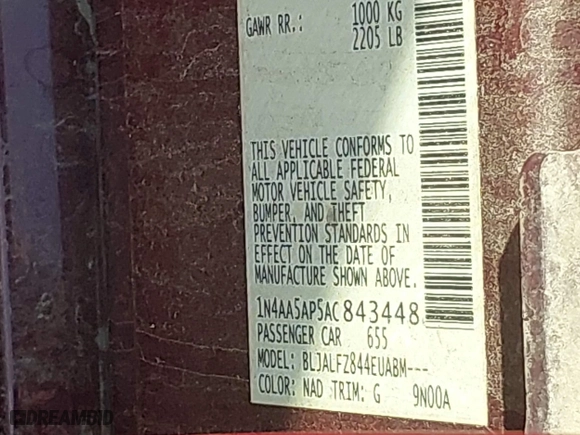 GAWR RR.: 1000 KG
2205 LB
THIS VEHICLE CONFORMS TO
ALL APPLICABLE FEDERAL
MOTOR VEHICLE SAFETY,
BUMPER, AND THEFT
PREVENTION STANDARDS IN
EFFECT ON THE DATE OF
MANUFACTURE SHOWN ABOVE.
1N4AA5AP5AC843448
PASSENGER CAR 655
MODEL: BLJALFZ844EUABM---
COLOR: NAD TRIM: G 9N00A
DREAMBID